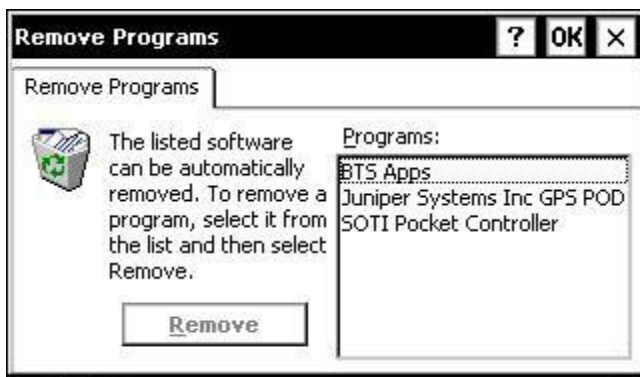 Remove Programs
? OK ×
Remove Programs
The listed software
can be automatically
removed. To remove a
program, select it from
the list and then select
Remove.
Remove
Programs:
BTS Apps
Juniper Systems Inc GPS POD
SOTI Pocket Controller